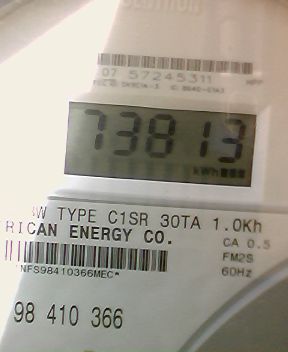 07 57245311
73813
kWh
W TYPE C1SR 30TA 1.0Kh
RICAN ENERGY CO.
CA 0.5
FM2S
*NFS98410366MEC*
60Hz
98 410 366